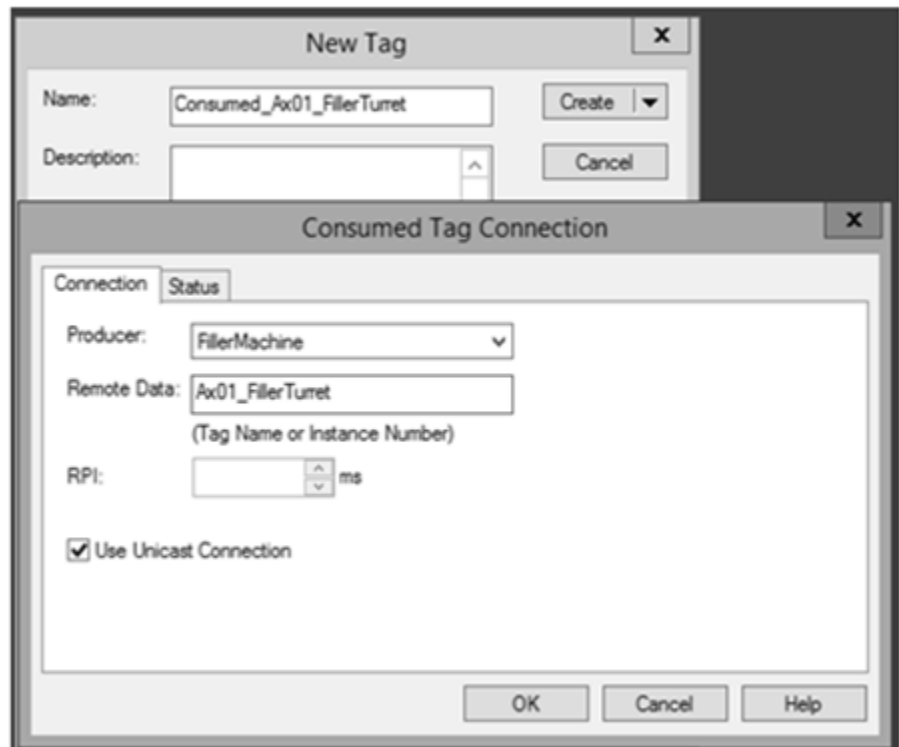 New Tag
x
Name: Consumed_Ax01_FillerTurret Create
Description: Cancel
Consumed Tag Connection
x
Connection Status
Producer: FillerMachine
Remote Data: Ax01_FillerTurret
(Tag Name or Instance Number)
RPI: ms
Use Unicast Connection
OK Cancel Help